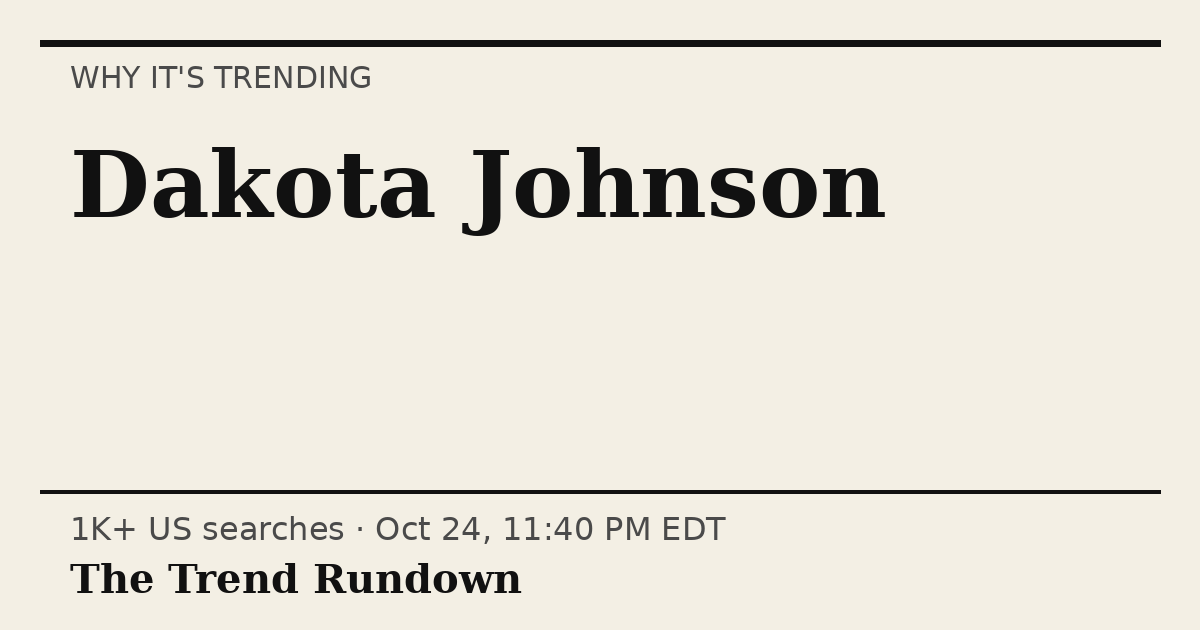 WHY IT'S TRENDING
Dakota Johnson
1K+ US searches · Oct 24, 11:40 PM EDT
The Trend Rundown